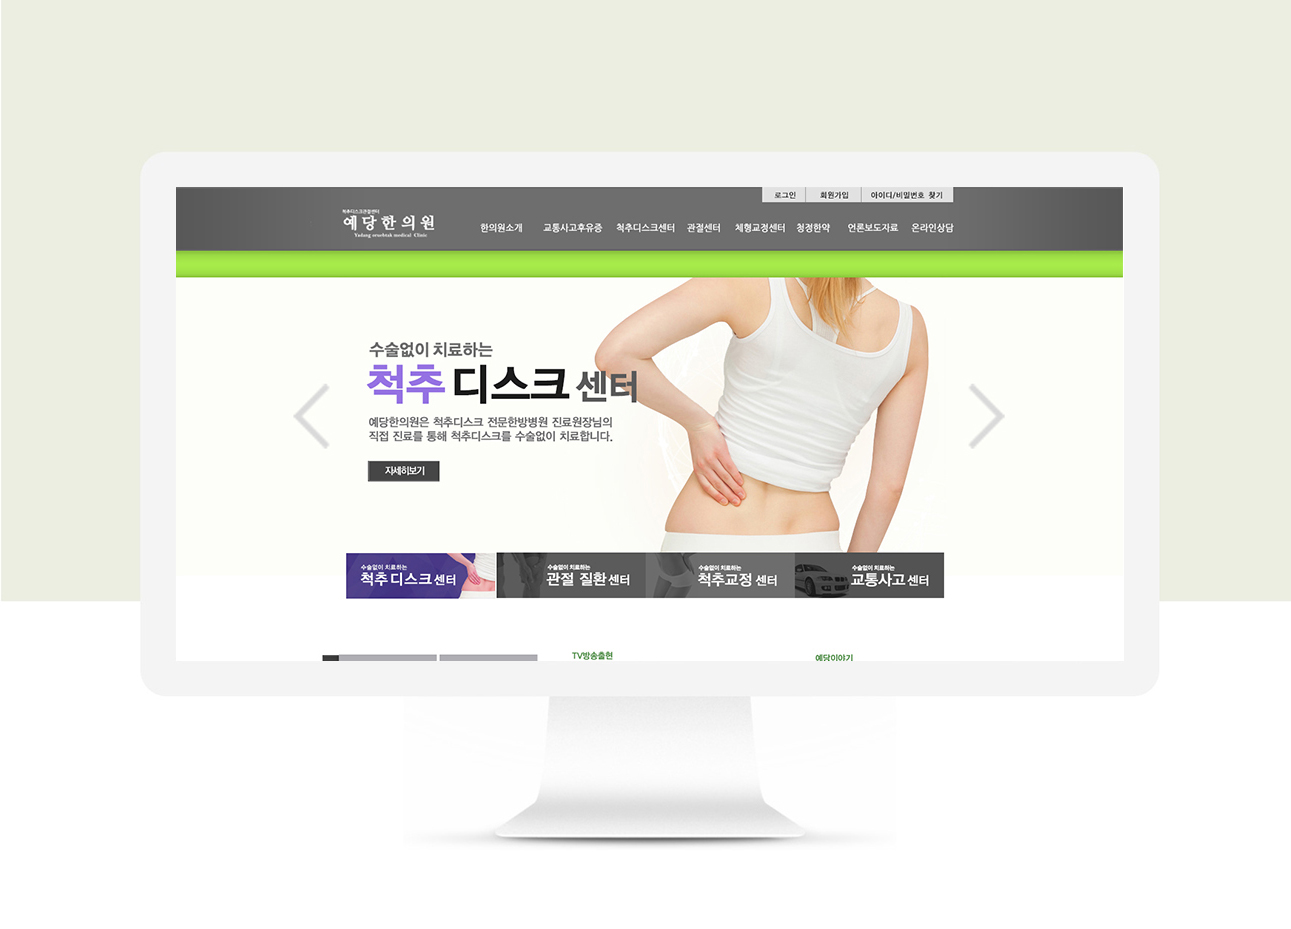 로그인 회원가입 아이디/비밀번호 찾기
척추디스크관절센터
예당한의원
한의원소개 교통사고후유증 척추디스크센터 관절센터 체형교정센터 청정한약 언론보도자료 온라인상담
수술없이 치료하는
척추 디스크 센터
예당한의원은 척추디스크 전문한방병원 진료원장님의
직접 진료를 통해 척추디스크를 수술없이 치료합니다.
자세히보기
수술없이 치료하는
척추 디스크 센터
수술없이 치료하는
관절 질환 센터
수술없이 치료하는
척추교정 센터
수술없이 치료하는
교통사고 센터
TV방송출현
예당이야기